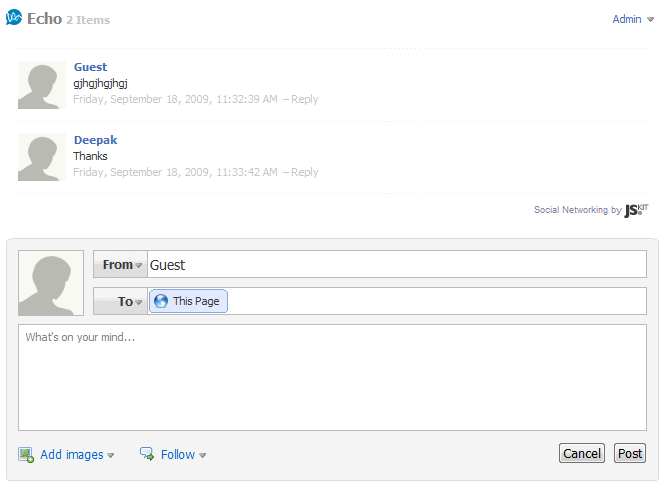 Echo 2 Items
Admin
Guest
gjhgjhgjhgj
Friday, September 18, 2009, 11:32:39 AM – Reply
Deepak
Thanks
Friday, September 18, 2009, 11:33:42 AM – Reply
Social Networking by JS-KIT
From Guest
To This Page
What's on your mind...
Add images Follow Cancel Post